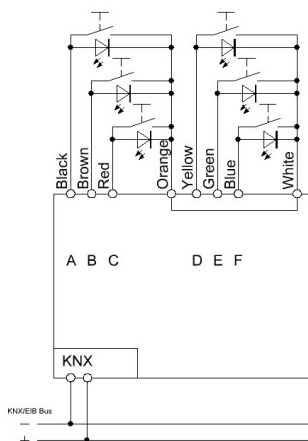 Black
Brown
Red
Orange
Yellow
Green
Blue
White
A B C D E F
KNX
KNX/EIB Bus
−
+